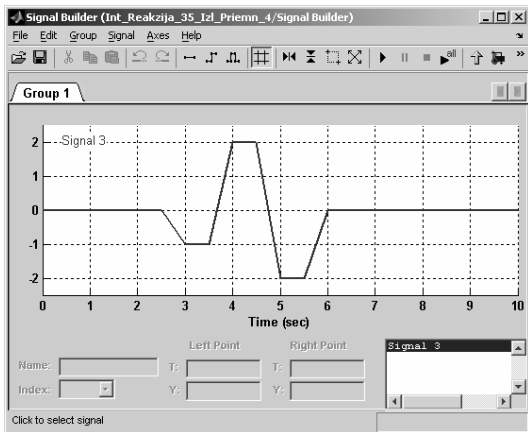 Signal Builder (Int_Reakzija_35_Izl_Priemn_4/Signal Builder)
File Edit Group Signal Axes Help
all
Group 1
Signal 3
2
1
0
-1
-2
0 1 2 3 4 5 6 7 8 9 10
Time (sec)
Left Point Right Point
Name: T: T:
Index: Y: Y:
Signal 3
Click to select signal